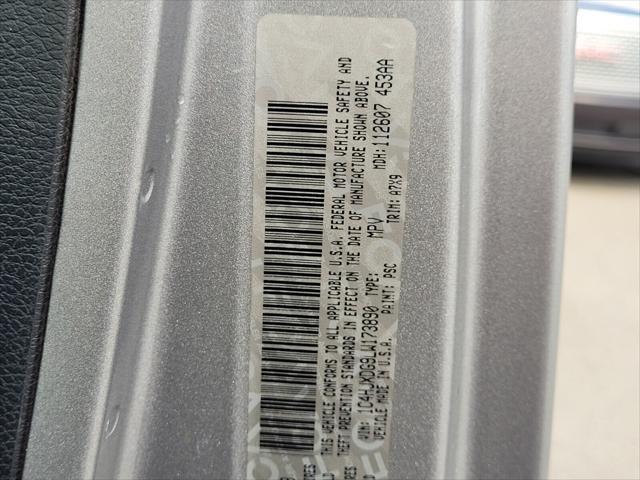 THIS VEHICLE CONFORMS TO ALL APPLICABLE U.S.A. FEDERAL MOTOR VEHICLE SAFETY AND
THEFT PREVENTION STANDARDS IN EFFECT ON THE DATE OF MANUFACTURE SHOWN ABOVE.
VIN: 1C4HJXDG9LW173890 TYPE: MPV MDH: 112607 453AA
VEHICLE MADE IN U.S.A. PAINT: PSC TRIM: A7X9